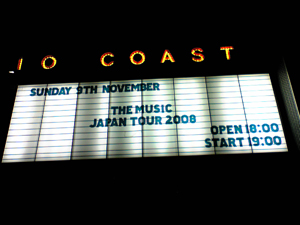 IO COAST
SUNDAY 9TH NOVEMBER
THE MUSIC
JAPAN TOUR 2008
OPEN 18:00
START 19:00